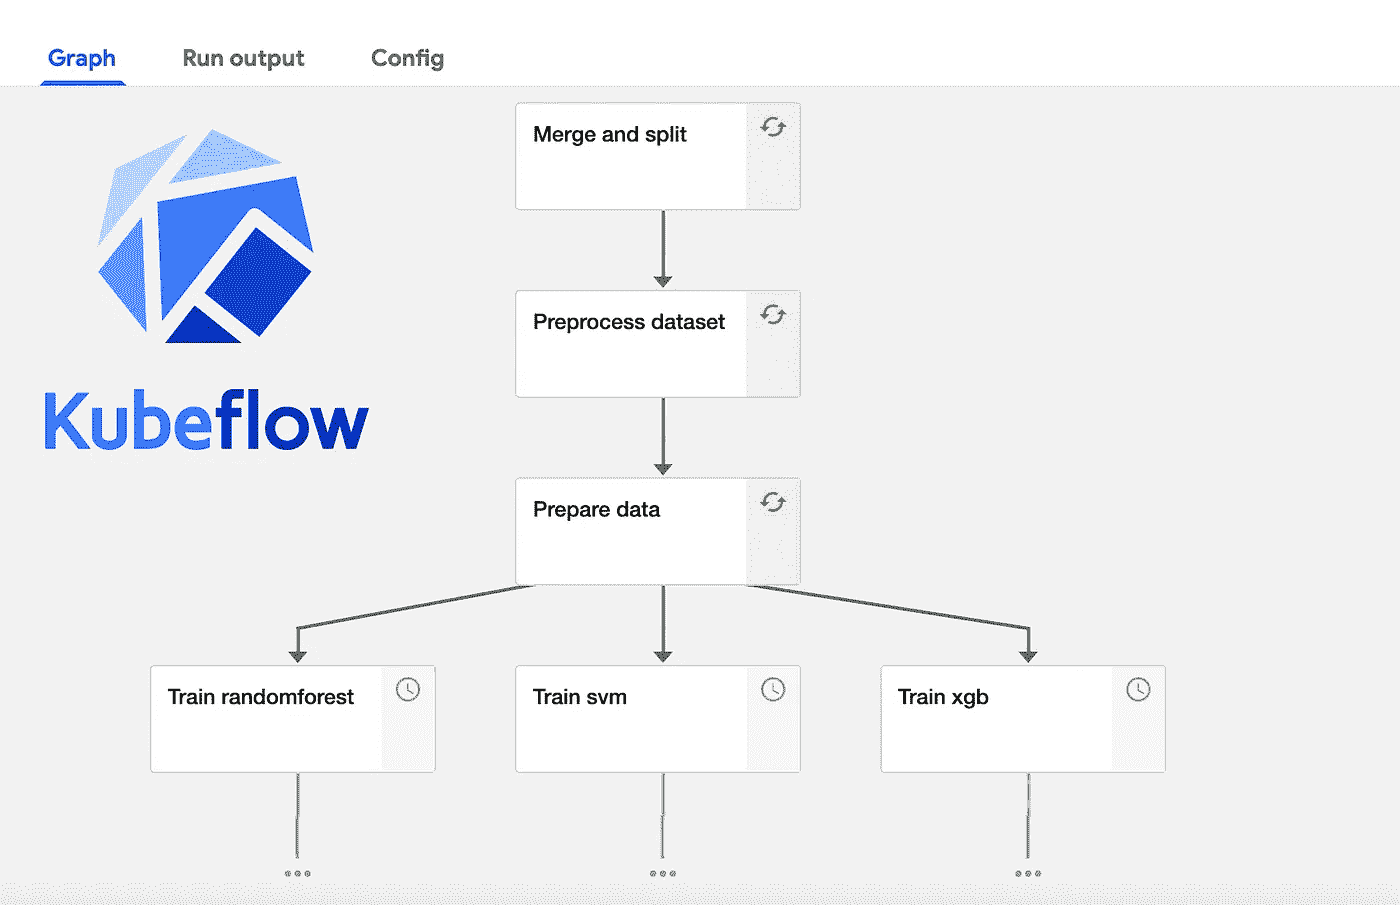 Graph Run output Config
Merge and split
Preprocess dataset
Kubeflow
Prepare data
Train randomforest
Train svm
Train xgb